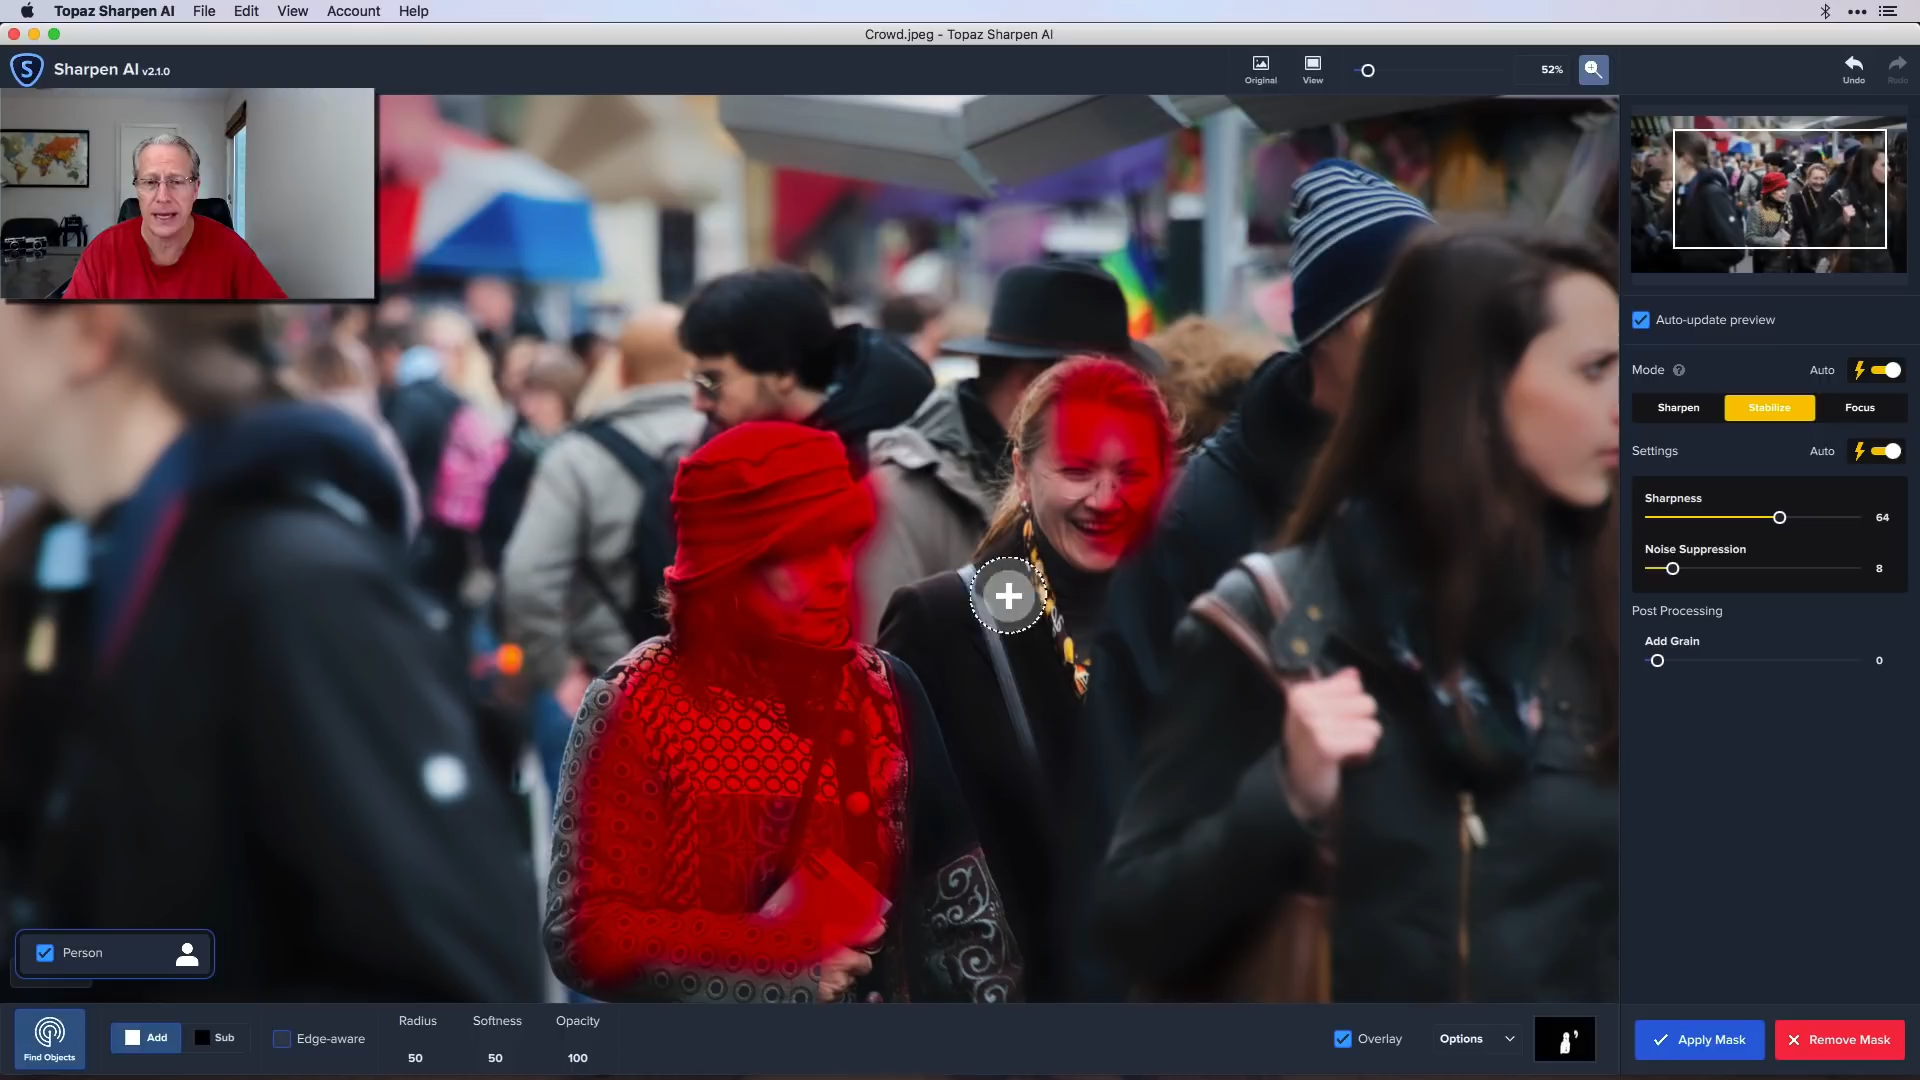 Topaz Sharpen AI File Edit View Account Help
Crowd.jpeg - Topaz Sharpen AI
Sharpen AI v2.1.0
Original View 52% Undo Redo
Auto-update preview
Mode Auto
Sharpen Stabilize Focus
Settings Auto
Sharpness
64
Noise Suppression
8
Post Processing
Add Grain
0
Person
Find Objects
Add Sub
Edge-aware
Radius Softness Opacity
50 50 100
Overlay
Options
Apply Mask
Remove Mask